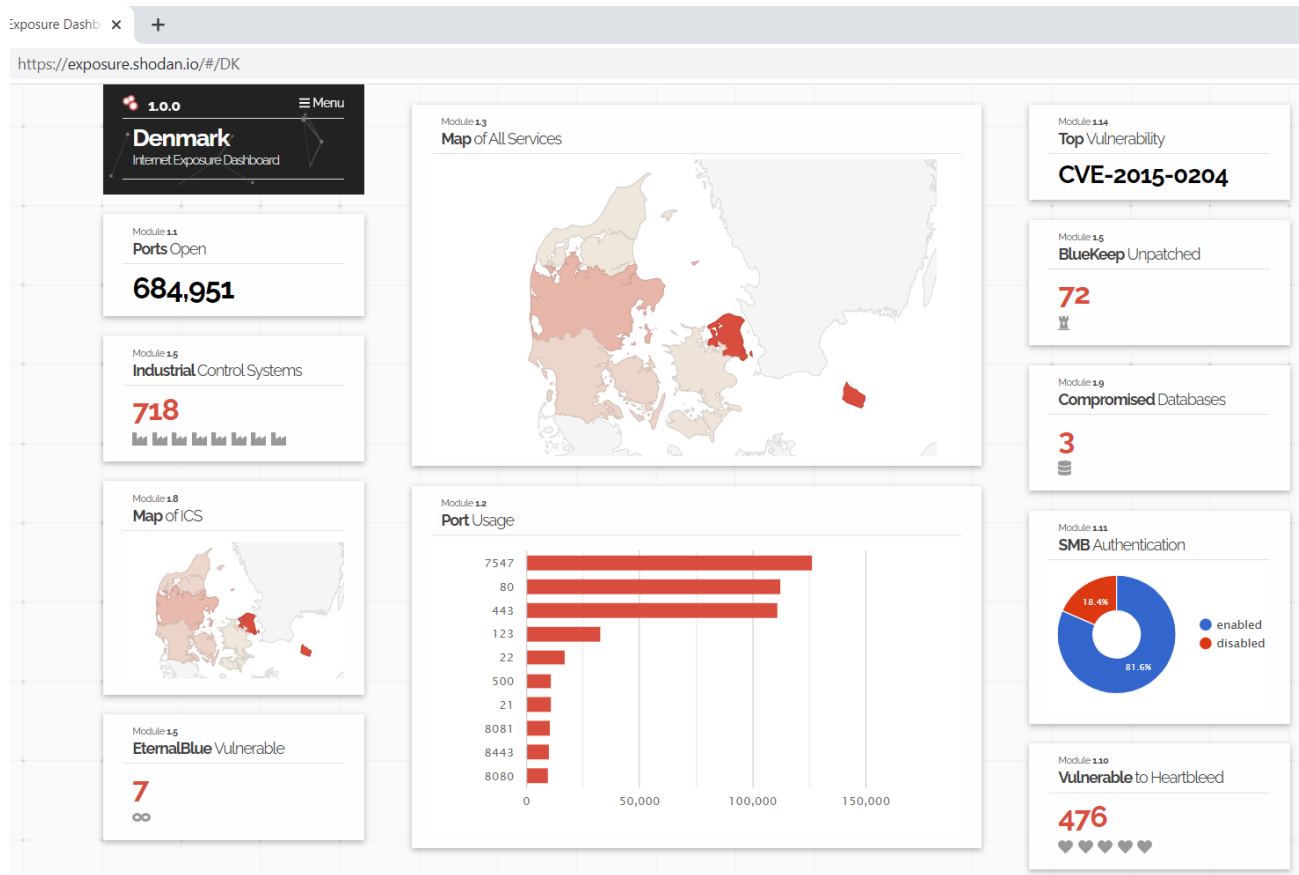 Exposure Dashb
https://exposure.shodan.io/#/DK
1.0.0
Menu
Denmark
Internet Exposure Dashboard
Module 1.1
Ports Open
684,951
Module 1.5
Industrial Control Systems
718
Module 1.8
Map of ICS
Module 1.5
EternalBlue Vulnerable
7
Module 1.3
Map of All Services
Module 1.2
Port Usage
7547
80
443
123
22
500
21
8081
8443
8080
0 50,000 100,000 150,000
Module 1.14
Top Vulnerability
CVE-2015-0204
Module 1.5
BlueKeep Unpatched
72
Module 1.9
Compromised Databases
3
Module 1.11
SMB Authentication
18.4%
81.6%
enabled
disabled
Module 1.10
Vulnerable to Heartbleed
476